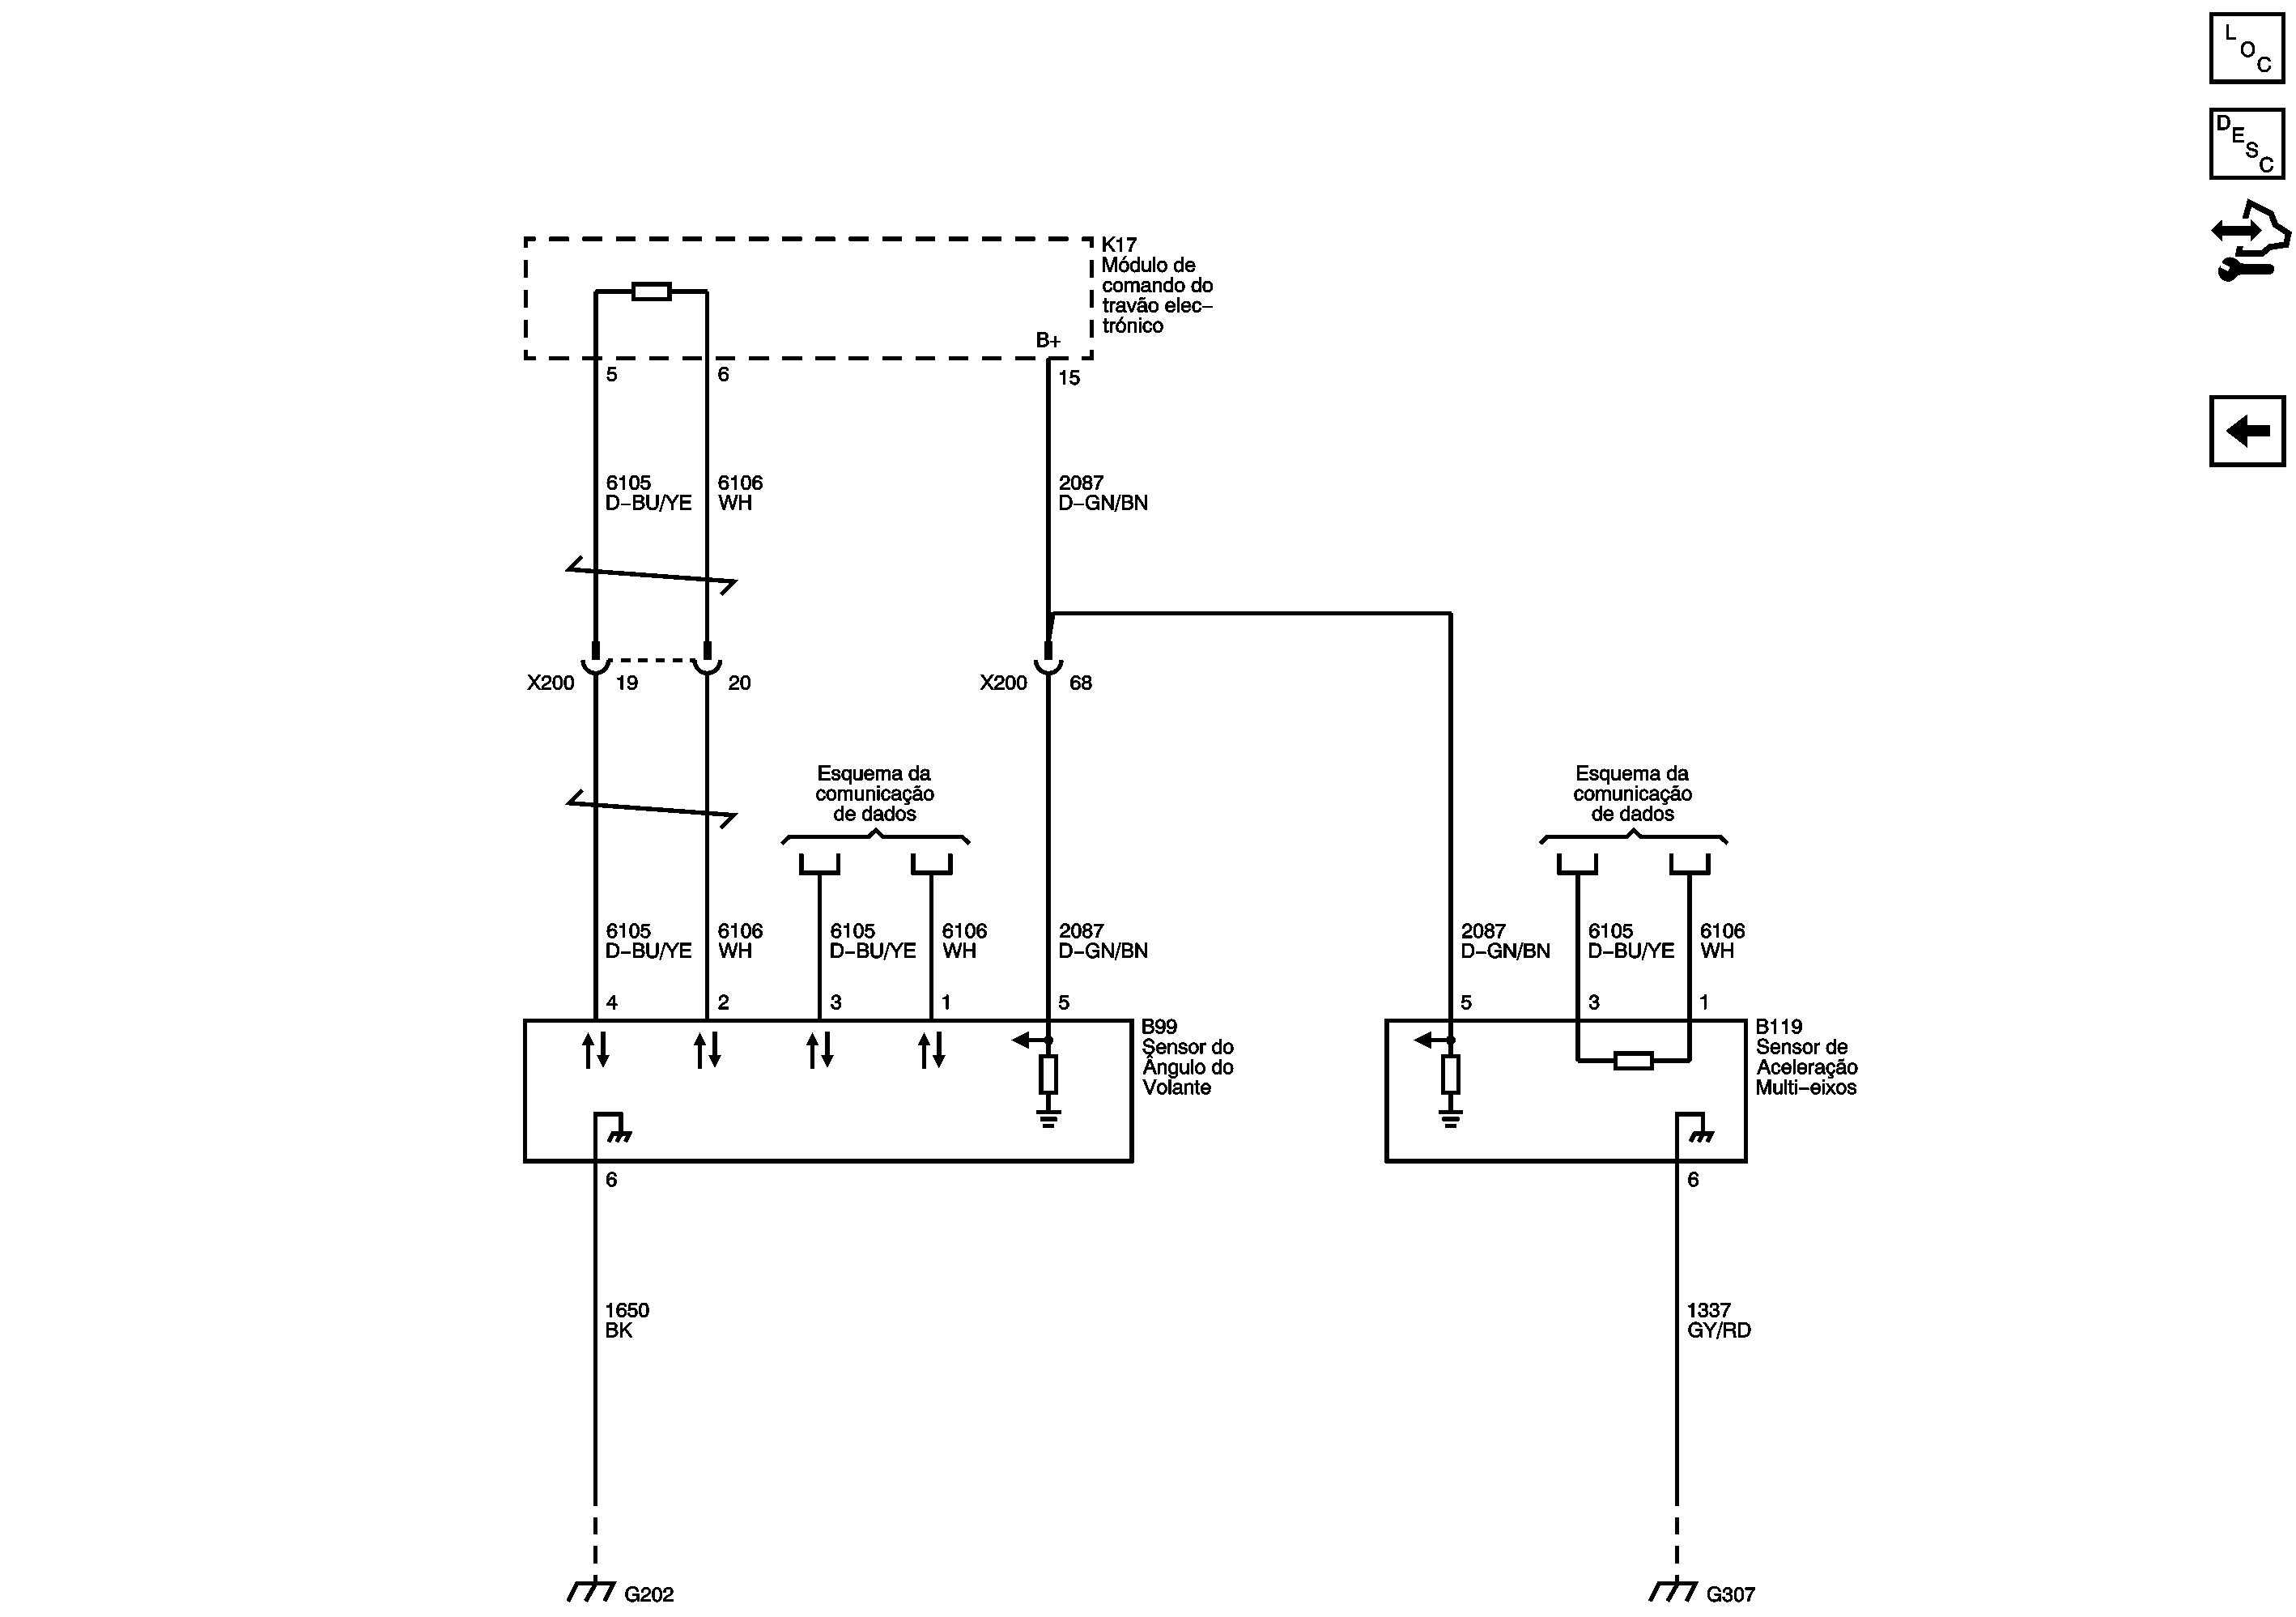 L
O
C
D
E
S
C
K17
Módulo de
comando do
travão elec-
trónico
B+
5
6
15
6105
D-BU/YE
6106
WH
2087
D-GN/BN
X200
19
20
X200
68
Esquema da
comunicação
de dados
Esquema da
comunicação
de dados
6105
D-BU/YE
6106
WH
6105
D-BU/YE
6106
WH
2087
D-GN/BN
2087
D-GN/BN
6105
D-BU/YE
6106
WH
4
2
3
1
5
5
3
1
B99
Sensor do
Ângulo do
Volante
B119
Sensor de
Aceleração
Multi-eixos
6
6
1650
BK
1337
GY/RD
G202
G307